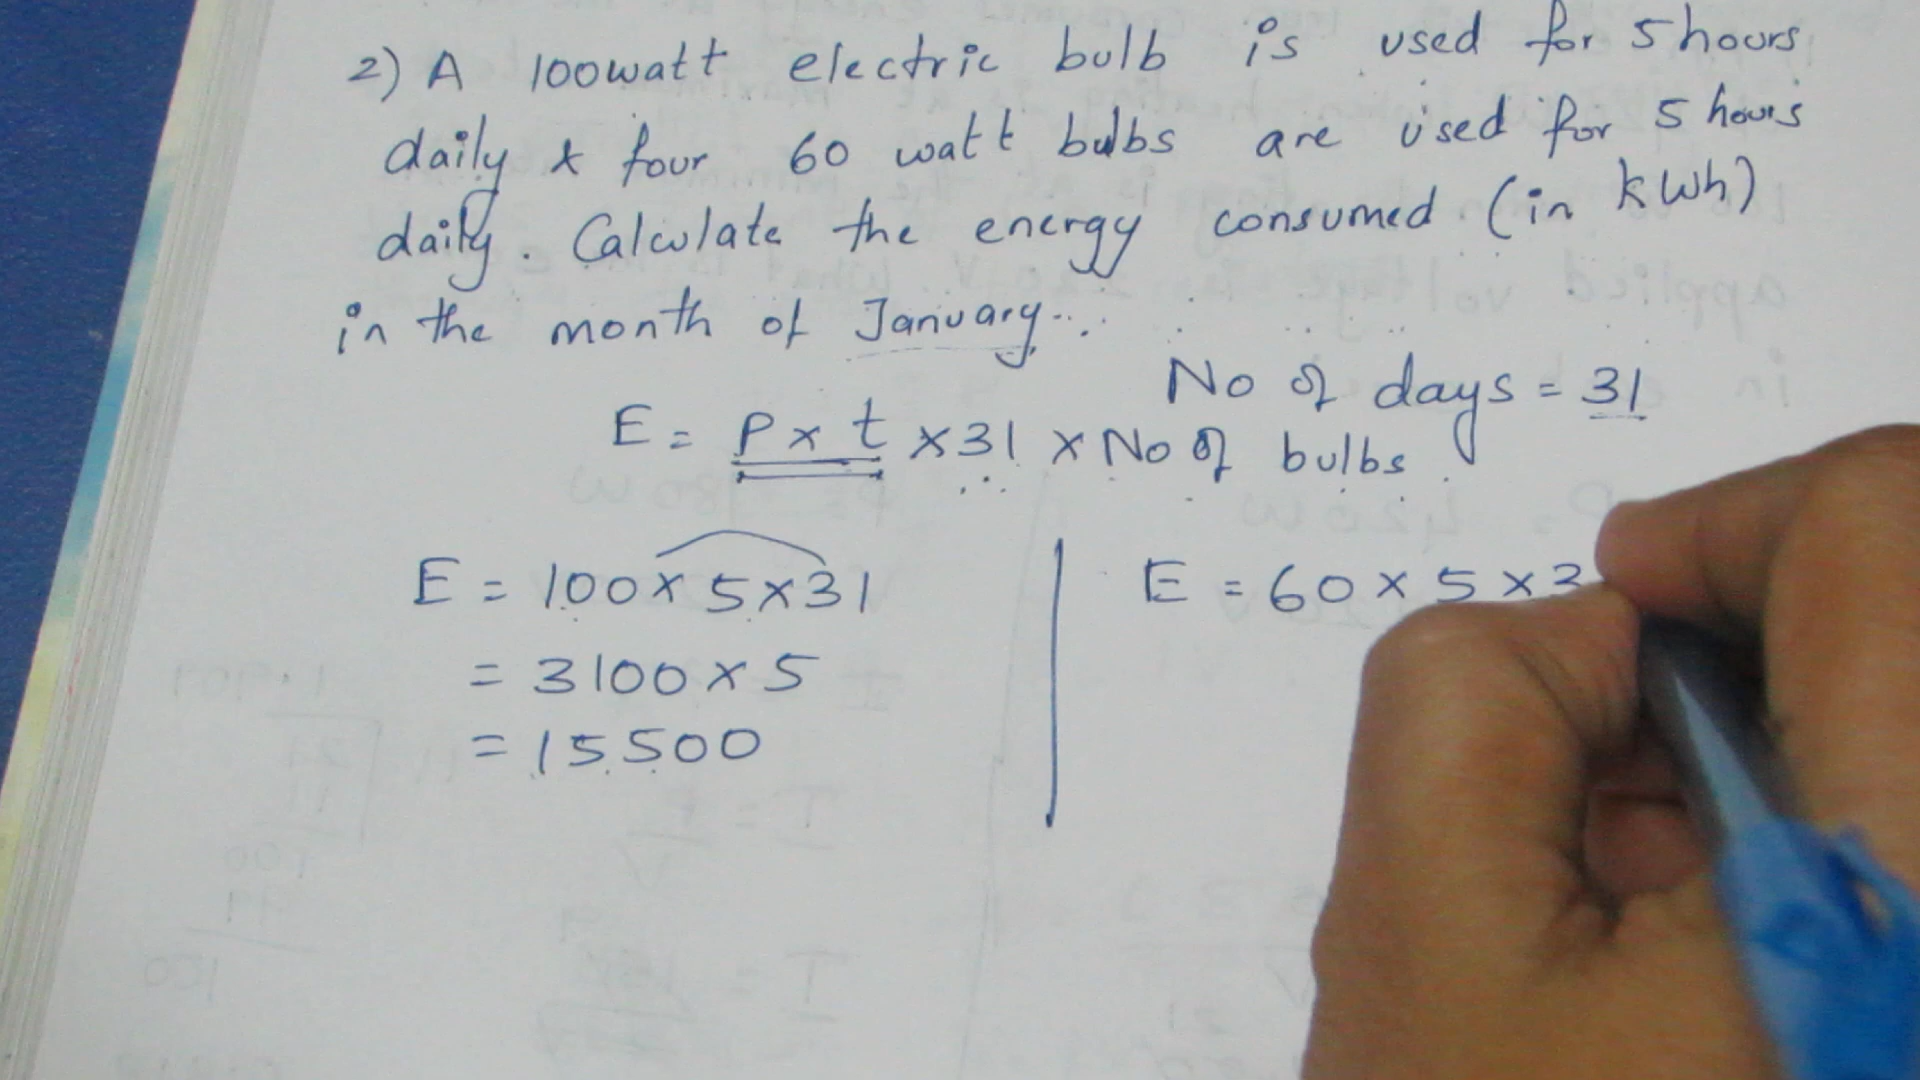 2) A 100watt electric bulb is used for 5hours
daily & four 60 watt bulbs are used for 5 hours
daily. Calculate the energy consumed (in kWh)
in the month of January...
No of days = 31
E = P x t x 31 x No of bulbs
E = 100 x 5 x 31
= 3100 x 5
= 15500
E = 60 x 5 x 3